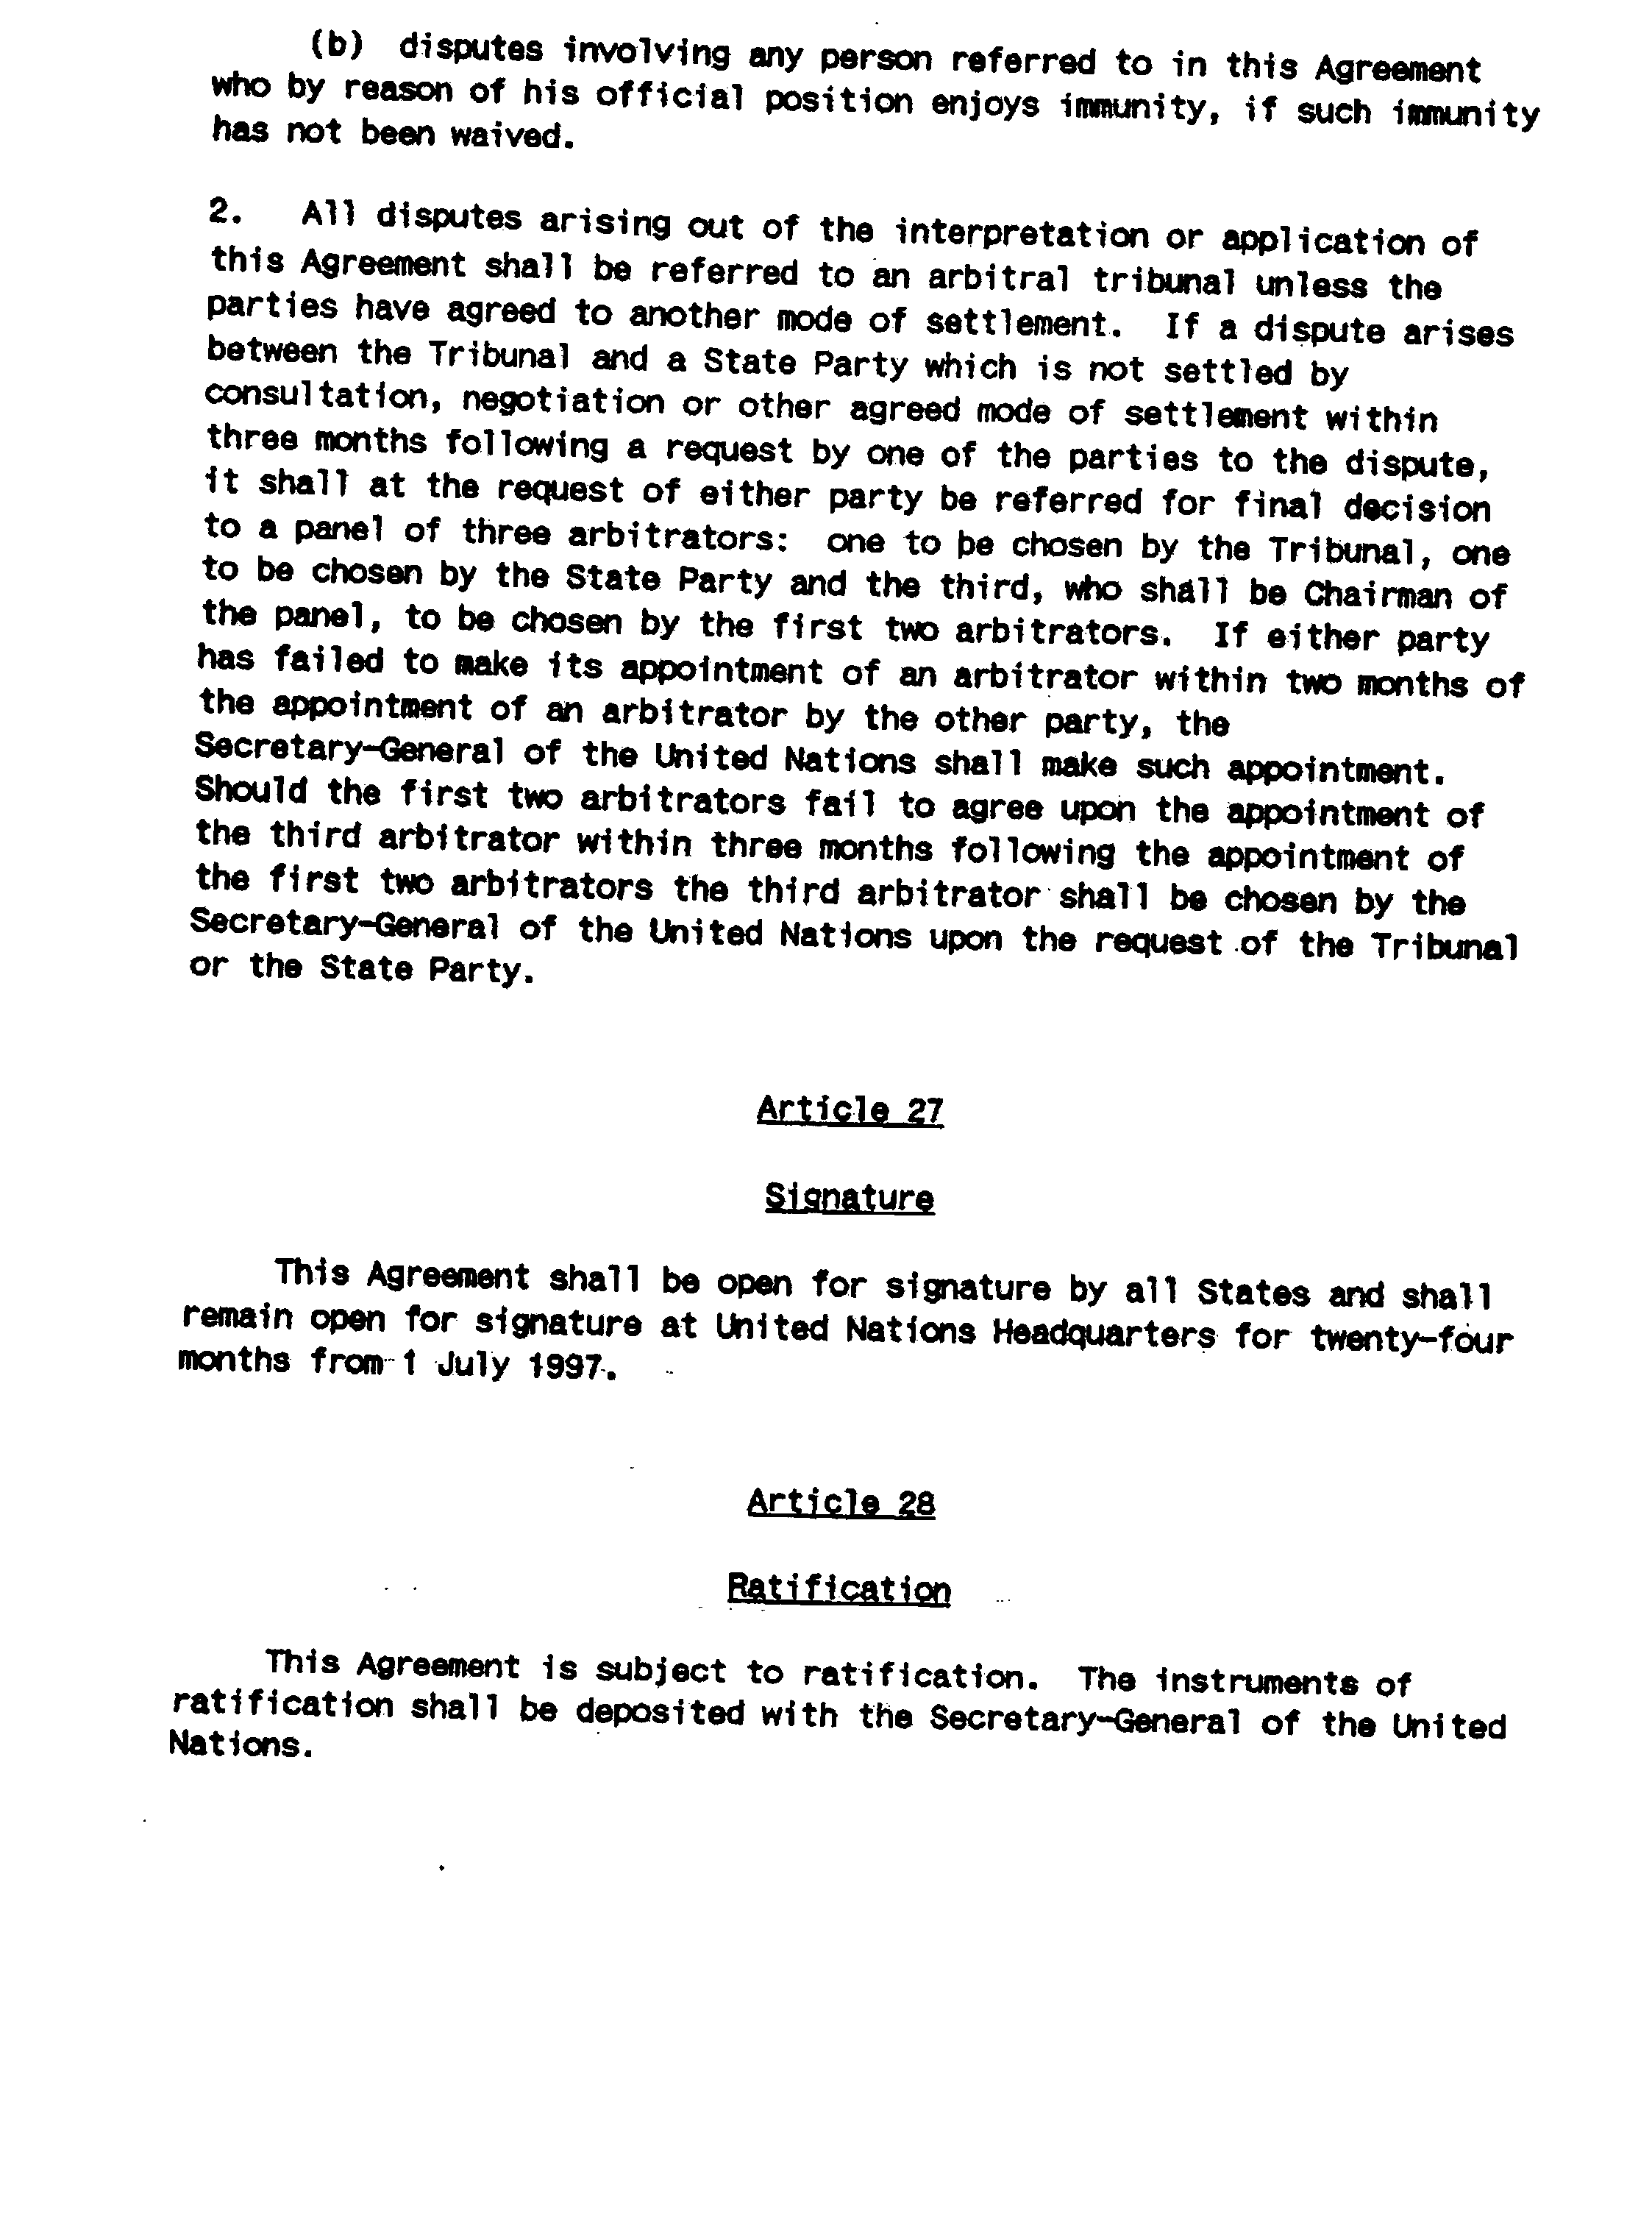 (b) disputes involving any person referred to in this Agreement
who by reason of his official position enjoys immunity, if such immunity
has not been waived.
2. All disputes arising out of the interpretation or application of
this Agreement shall be referred to an arbitral tribunal unless the
parties have agreed to another mode of settlement. If a dispute arises
between the Tribunal and a State Party which is not settled by
consultation, negotiation or other agreed mode of settlement within
three months following a request by one of the parties to the dispute,
it shall at the request of either party be referred for final decision
to a panel of three arbitrators: one to be chosen by the Tribunal, one
to be chosen by the State Party and the third, who shall be Chairman of
the panel, to be chosen by the first two arbitrators. If either party
has failed to make its appointment of an arbitrator within two months of
the appointment of an arbitrator by the other party, the
Secretary-General of the United Nations shall make such appointment.
Should the first two arbitrators fail to agree upon the appointment of
the third arbitrator within three months following the appointment of
the first two arbitrators the third arbitrator shall be chosen by the
Secretary-General of the United Nations upon the request of the Tribunal
or the State Party.
Article 27
Signature
This Agreement shall be open for signature by all States and shall
remain open for signature at United Nations Headquarters for twenty-four
months from 1 July 1997.
Article 28
Ratification
This Agreement is subject to ratification. The instruments of
ratification shall be deposited with the Secretary-General of the United
Nations.